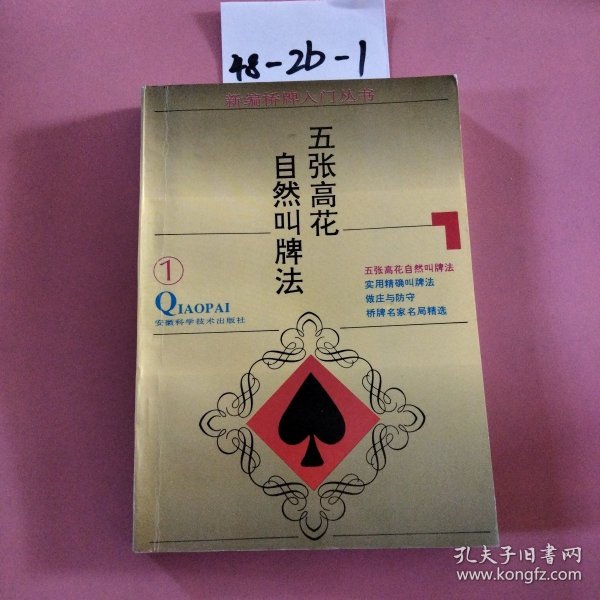 48-2b-1
新编桥牌入门丛书
五张高花
自然叫牌法
1
QIAOPAI
安徽科学技术出版社
五张高花自然叫牌法
实用精确叫牌法
做庄与防守
桥牌名家名局精选
孔夫子旧书网
www.kongfz.com